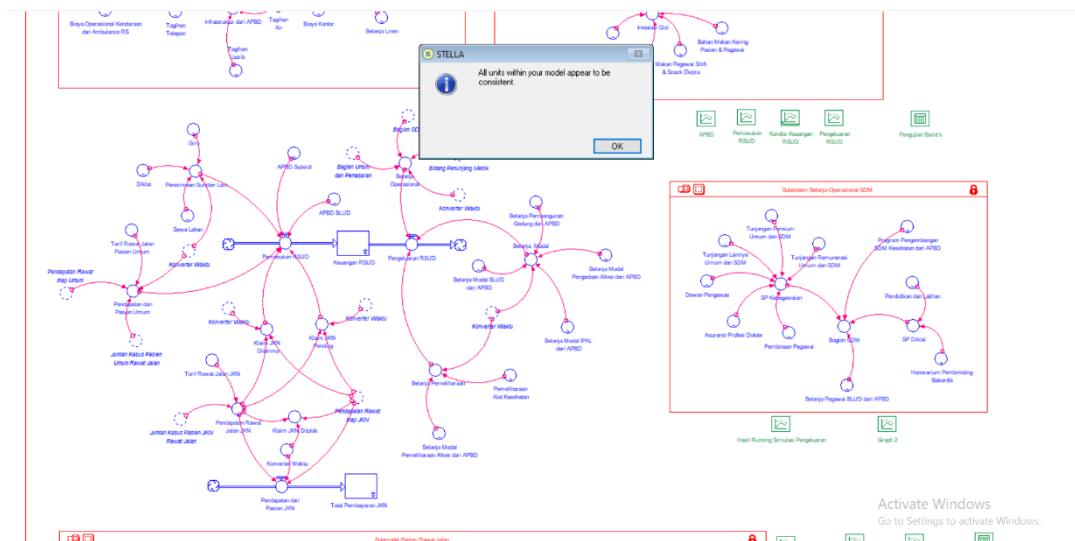 Biaya Operasional Kendaraan
dan Ambulance RS
Tagihan
Telepon
Infrastruktur dari APBD
Tagihan
Air
Biaya Kantor
Belanja Linen
Tagihan
Listrik
Instalasi Gizi
Bahan Makan Kering
Pasien & Pegawai
Makan Pegawai Shift
& Snack Ekstra
STELLA
All units within your model appear to be
consistent.
OK
APBD
Pemasukan
RSUD
Kondisi Keuangan
RSUD
Pengeluaran
RSUD
Pengujian Barlas's
Giro
Diklat
Penerimaan Sumber Lain
Sewa Lahan
APBD Subsidi
APBD BLUD
Bagian Umum
dan Pemasaran
Belanja
Operasional
Bidang Penunjang Medik
Konverter Waktu
Tarif Rawat Jalan
Pasien Umum
Konverter Waktu
Pemasukan RSUD
Keuangan RSUD
Pengeluaran RSUD
Belanja Pembangunan
Gedung dari APBD
Belanja Modal
Belanja Modal
Pengadaan Alkes dari APBD
Belanja Modal BLUD
dari APBD
Belanja Modal IPAL
dari APBD
Pendapatan Rawat
Inap Umum
Pendapatan dari
Pasien Umum
Jumlah Kasus Pasien
Umum Rawat Jalan
Konverter Waktu
Klaim JKN
Diterima
Klaim JKN
Pending
Konverter Waktu
Konverter Waktu
Tarif Rawat Jalan JKN
Belanja Pemeliharaan
Pemeliharaan
Alat Kesehatan
Jumlah Kasus Pasien JKN
Rawat Jalan
Pendapatan Rawat
Jalan JKN
Klaim JKN Ditolak
Pendapatan Rawat
Inap JKN
Konverter Waktu
Belanja Modal
Pemeliharaan Alkes dari APBD
Pendapatan dari
Pasien JKN
Total Pembayaran JKN
Subsistem Belanja Operasional SDM
Tunjangan Pensiun
Umum dan SDM
Tunjangan Lainnya
Umum dan SDM
Tunjangan Remunerasi
Umum dan SDM
Program Pengembangan
SDM Kesehatan dari APBD
Dewan Pengawas
SP Kepegawaian
Pendidikan dan Latihan
Asuransi Profesi Dokter
Pembinaan Pegawai
Bagian SDM
SP Diklat
Honorarium Pembimbing
Bakordik
Belanja Pegawai BLUD dari APBD
Hasil Running Simulasi Pengeluaran
Graph 2
Activate Windows
Go to Settings to activate Windows.
Submodel Pasien Rawat Jalan